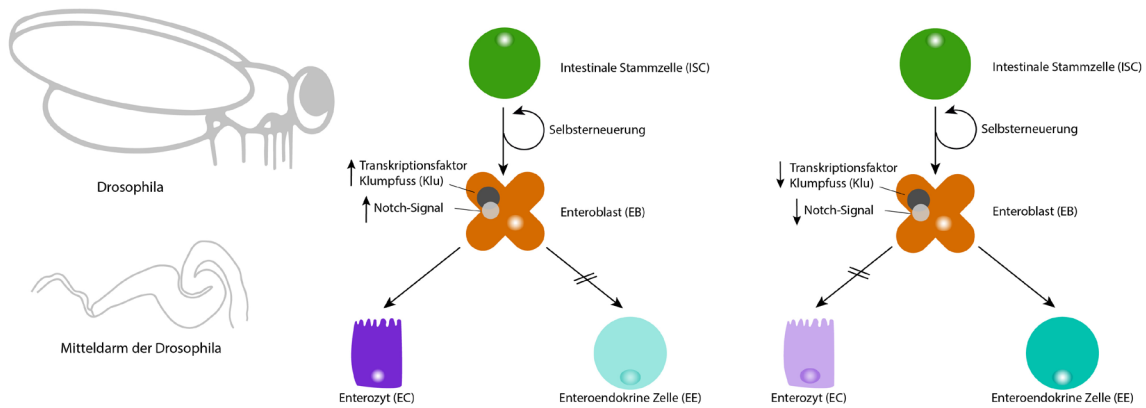 Drosophila
Mitteldarm der Drosophila
Intestinale Stammzelle (ISC)
Selbsterneuerung
Transkriptionsfaktor
Klumpfuss (Klu)
Notch-Signal
Enteroblast (EB)
Enterozyt (EC)
Enteroendokrine Zelle (EE)
Intestinale Stammzelle (ISC)
Selbsterneuerung
Transkriptionsfaktor
Klumpfuss (Klu)
Notch-Signal
Enteroblast (EB)
Enterozyt (EC)
Enteroendokrine Zelle (EE)